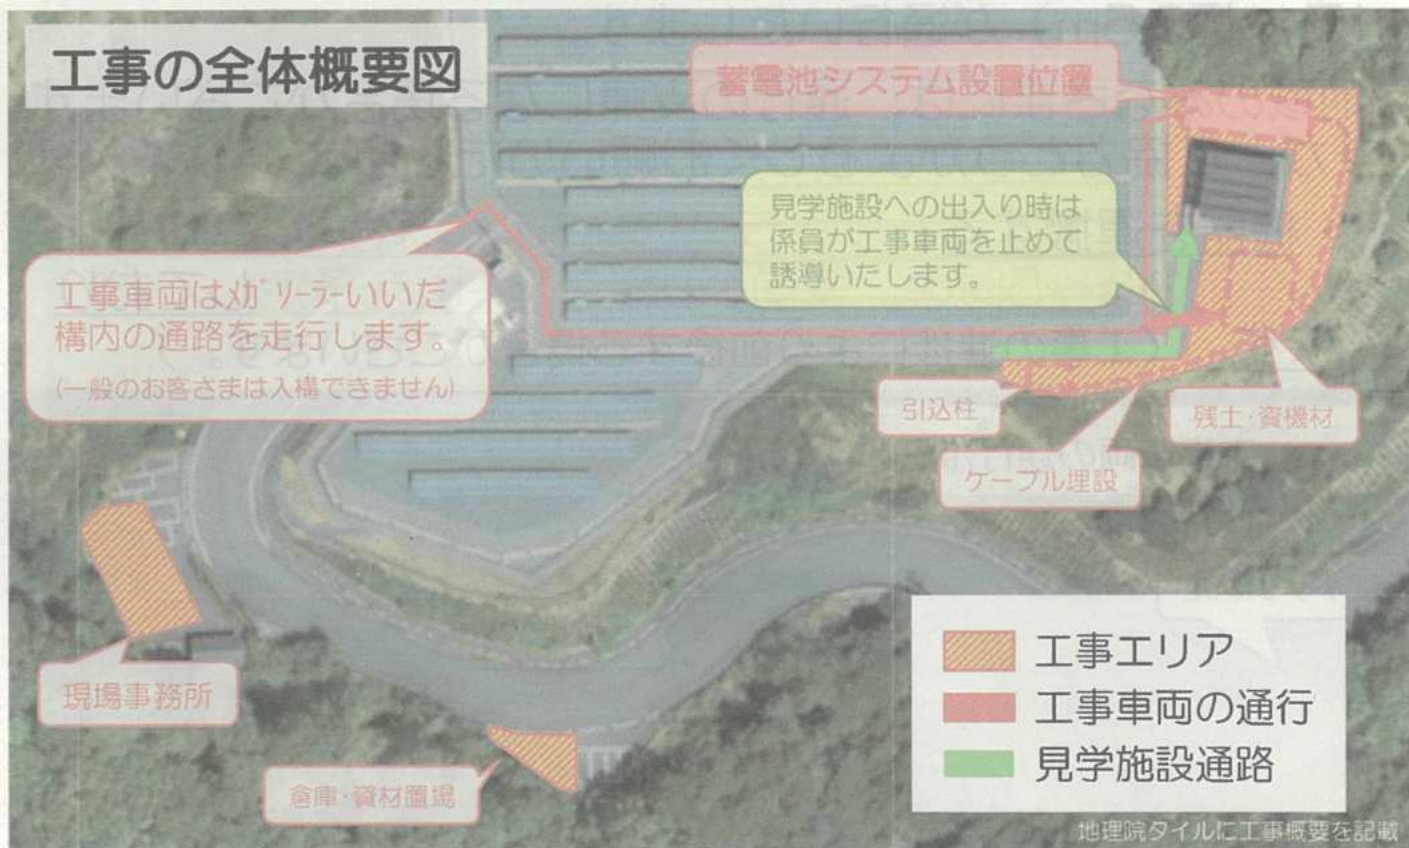 工事の全体概要図
蓄電池システム設置位置
見学施設への出入り時は
係員が工事車両を止めて
誘導いたします。
工事車両はﾒｶﾞｿｰﾗｰいいだ
構内の通路を走行します。
(一般のお客さまは入構できません)
引込柱
残土・資機材
ケーブル埋設
現場事務所
倉庫・資材置場
工事エリア
工事車両の通行
見学施設通路
地理院タイルに工事概要を記載